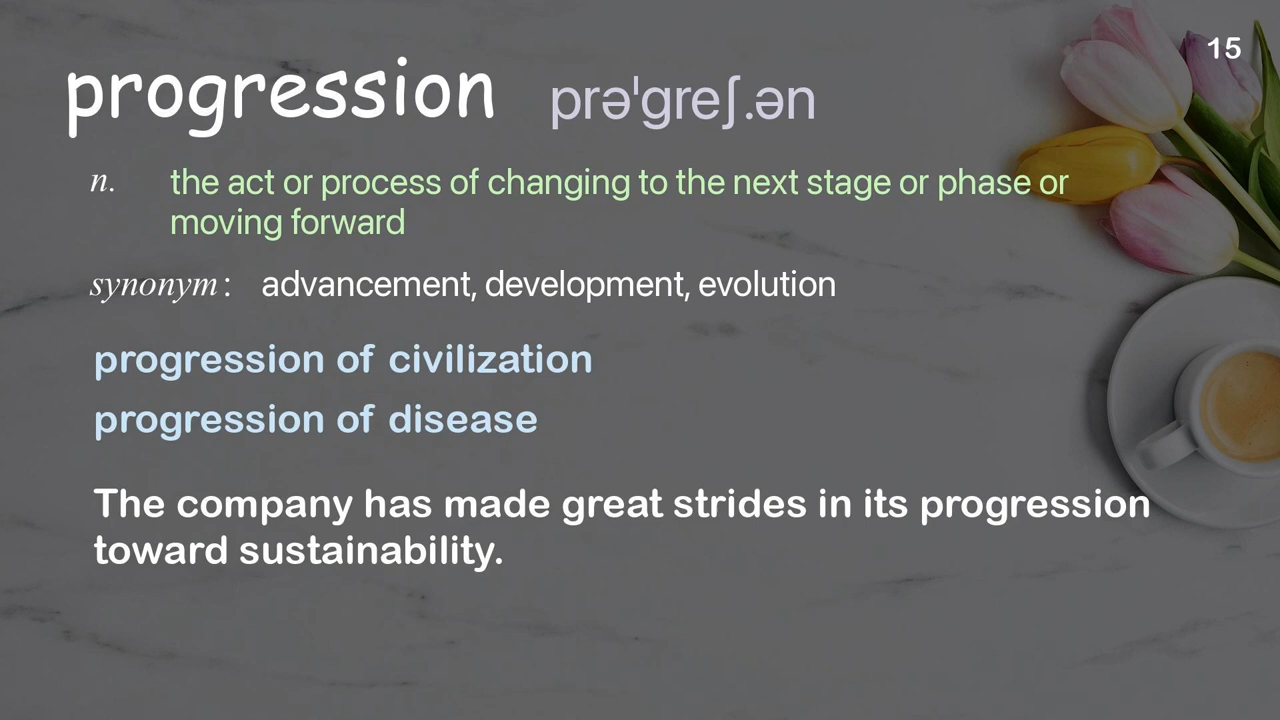 15
progression prəˈgreʃ.ən
n. the act or process of changing to the next stage or phase or
moving forward
synonym : advancement, development, evolution
progression of civilization
progression of disease
The company has made great strides in its progression
toward sustainability.